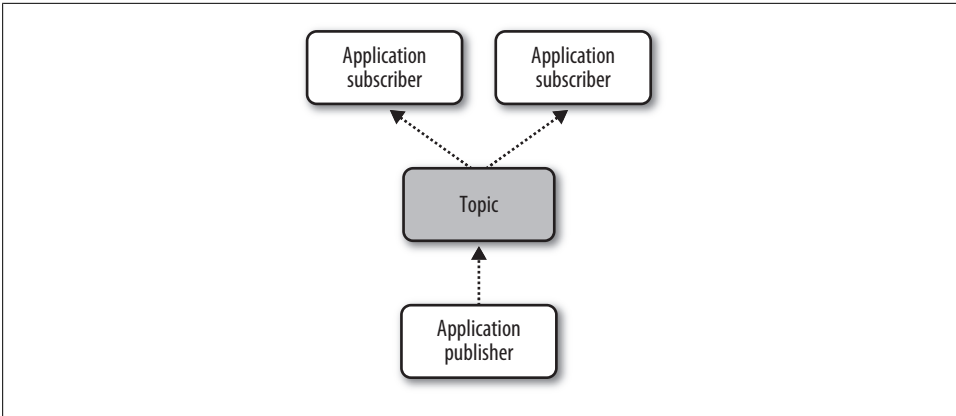 Application
subscriber
Application
subscriber
Topic
Application
publisher